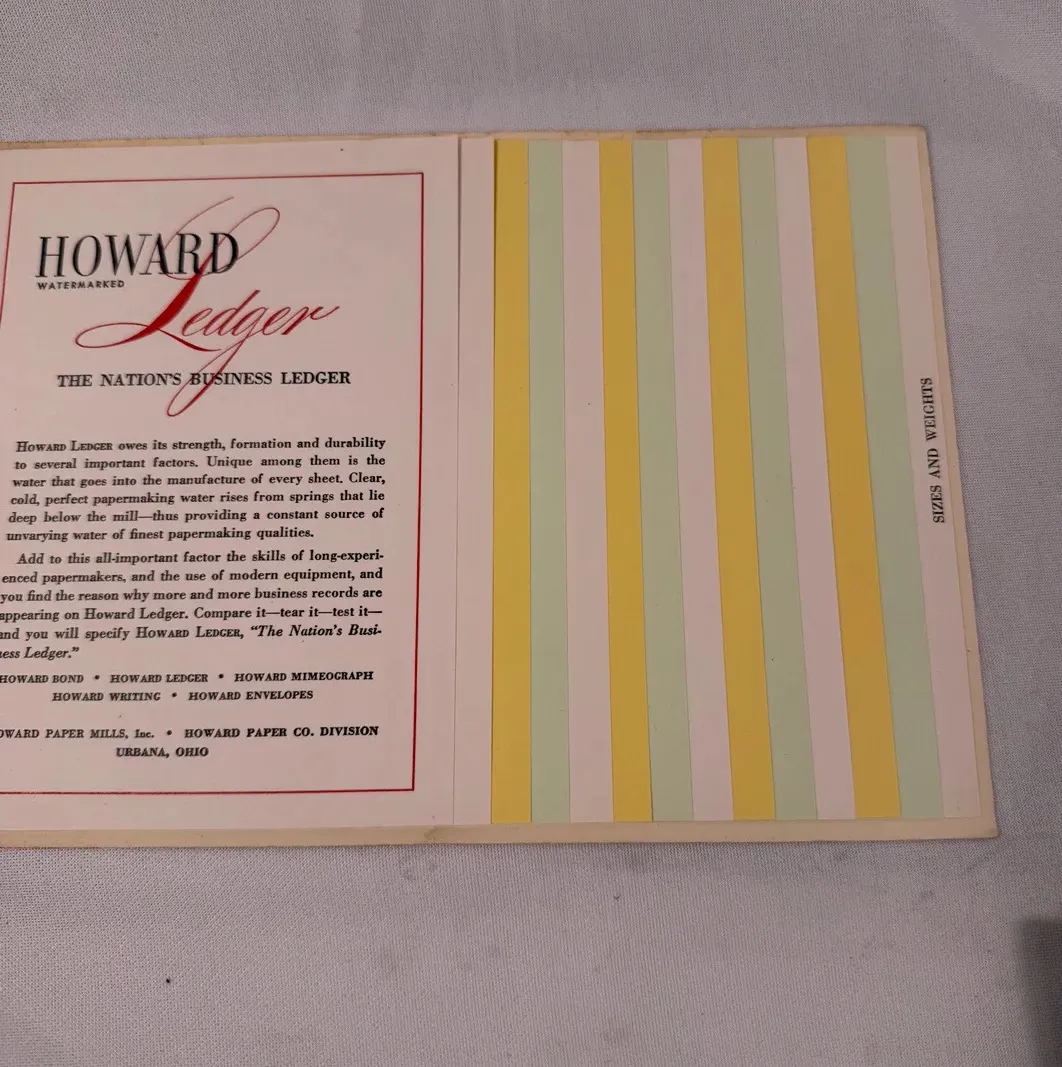 HOWARD
WATERMARKED
Ledger
THE NATION'S BUSINESS LEDGER
HOWARD LEDGER owes its strength, formation and durability
to several important factors. Unique among them is the
water that goes into the manufacture of every sheet. Clear,
cold, perfect papermaking water rises from springs that lie
deep below the mill—thus providing a constant source of
unvarying water of finest papermaking qualities.
Add to this all-important factor the skills of long-experi-
enced papermakers, and the use of modern equipment, and
you find the reason why more and more business records are
appearing on Howard Ledger. Compare it—tear it—test it—
and you will specify HOWARD LEDGER, "The Nation's Busi-
ness Ledger."
HOWARD BOND • HOWARD LEDGER • HOWARD MIMEOGRAPH
HOWARD WRITING • HOWARD ENVELOPES
OWARD PAPER MILLS, Inc. • HOWARD PAPER CO. DIVISION
URBANA, OHIO
SIZES AND WEIGHTS